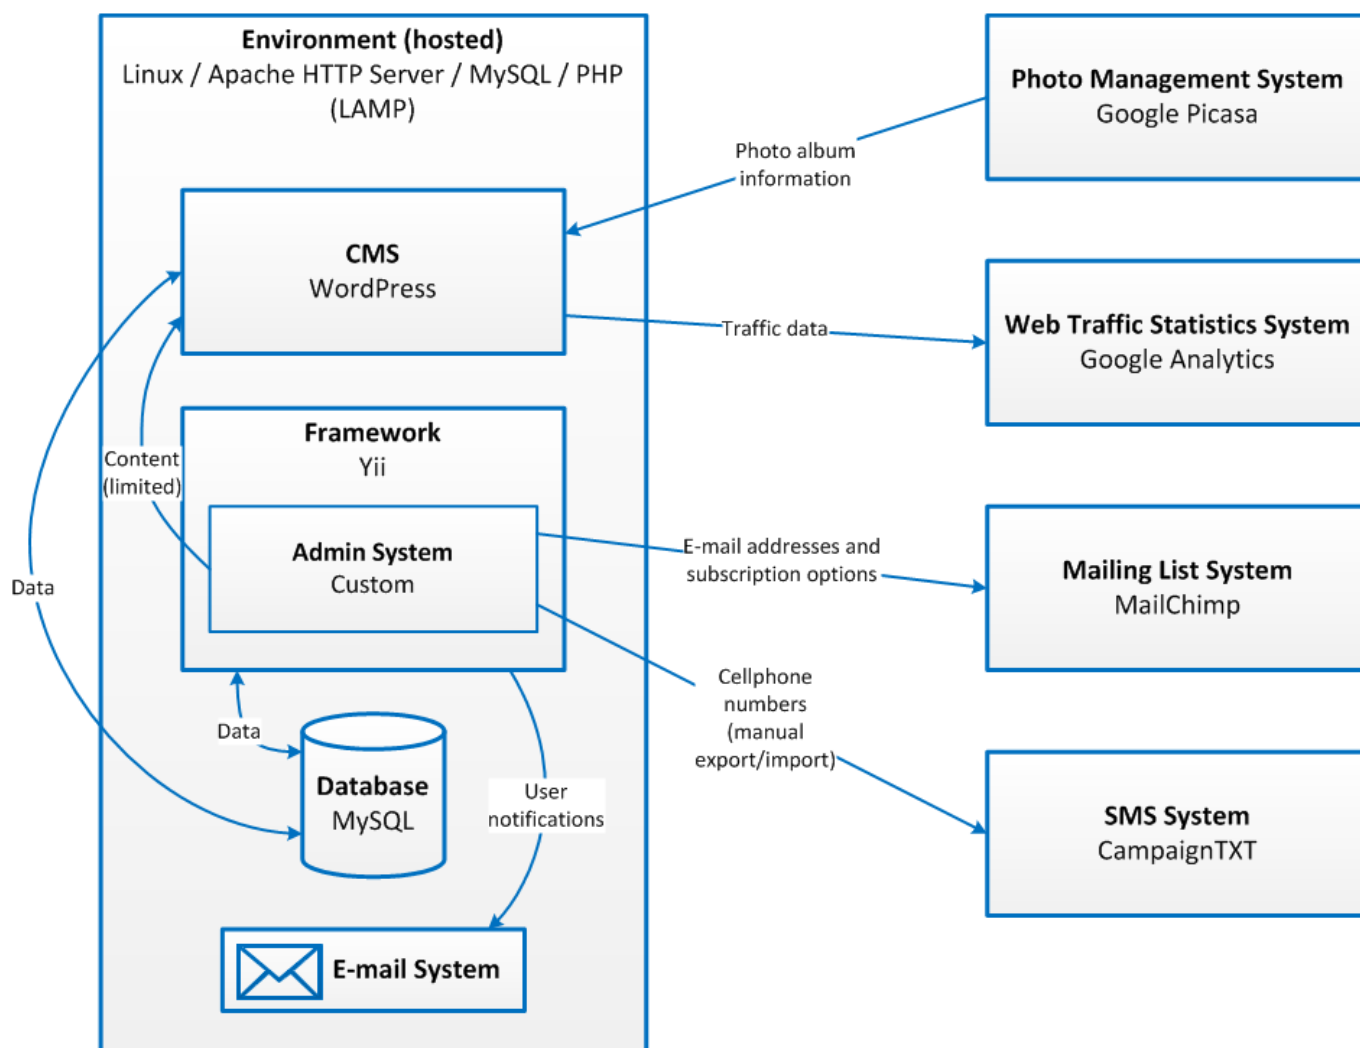 Environment (hosted)
Linux / Apache HTTP Server / MySQL / PHP
(LAMP)
Photo Management System
Google Picasa
Photo album
information
CMS
WordPress
Traffic data
Web Traffic Statistics System
Google Analytics
Framework
Yii
Content
(limited)
Admin System
Custom
E-mail addresses and
subscription options
Mailing List System
MailChimp
Data
Cellphone
numbers
(manual
export/import)
Data
Database
MySQL
User
notifications
SMS System
CampaignTXT
E-mail System